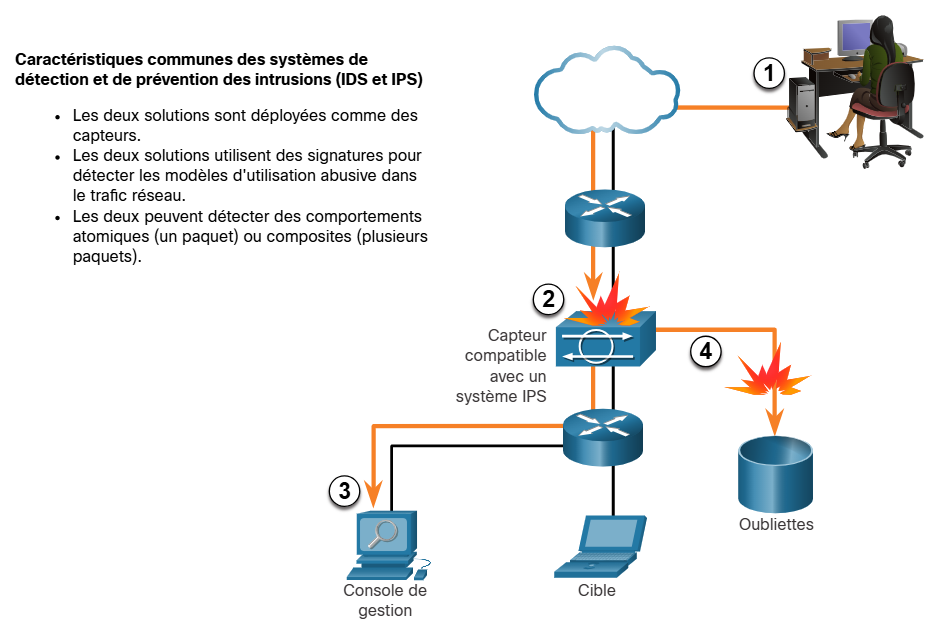 Caractéristiques communes des systèmes de
détection et de prévention des intrusions (IDS et IPS)
• Les deux solutions sont déployées comme des
capteurs.
• Les deux solutions utilisent des signatures pour
détecter les modèles d'utilisation abusive dans
le trafic réseau.
• Les deux peuvent détecter des comportements
atomiques (un paquet) ou composites (plusieurs
paquets).
1
2
Capteur
compatible
avec un
système IPS
4
3
Oubliettes
Console de
gestion
Cible